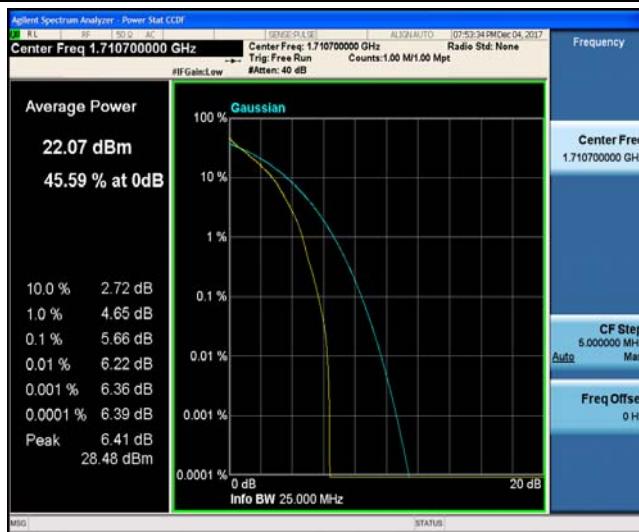 Agilent Spectrum Analyzer - Power Stat CCDF
RL RF 50 Ω AC SENSE:PULSE ALIGN AUTO 07:53:34 PM Dec 04, 2017
Center Freq 1.710700000 GHz
Center Freq: 1.710700000 GHz Radio Std: None
Trig: Free Run Counts:1.00 M/1.00 Mpt
#IFGain:Low #Atten: 40 dB
Frequency
Average Power
22.07 dBm
45.59 % at 0dB
10.0 % 2.72 dB
1.0 % 4.65 dB
0.1 % 5.66 dB
0.01 % 6.22 dB
0.001 % 6.36 dB
0.0001 % 6.39 dB
Peak 6.41 dB
28.48 dBm
Gaussian
100 %
10 %
1 %
0.1 %
0.01 %
0.001 %
0.0001 %
0 dB 20 dB
Info BW 25.000 MHz
Center Fre
1.710700000 GH
CF Step
5.000000 MH
Auto Ma
Freq Offse
0 H
MSG STATUS